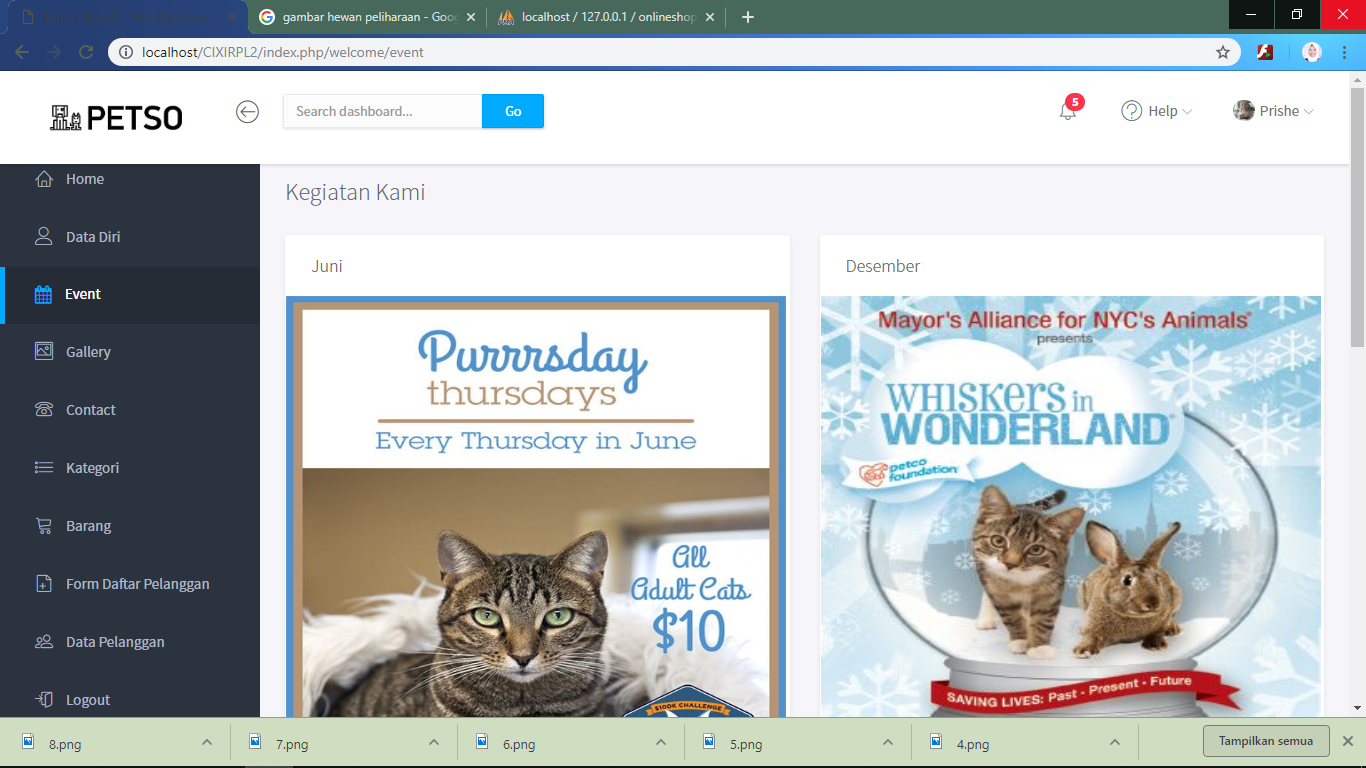 gambar hewan peliharaan - Goo
localhost / 127.0.0.1 / onlineshop
localhost/CIXIRPL2/index.php/welcome/event
PETSO
Search dashboard...
Go
5
Help
Prishe
Home
Data Diri
Event
Gallery
Contact
Kategori
Barang
Form Daftar Pelanggan
Data Pelanggan
Logout
Kegiatan Kami
Juni
Purrrsday
thursdays
Every Thursday in June
All
Adult Cats
$10
$100K CHALLENGE
Desember
Mayor's Alliance for NYC's Animals®
presents
WHISKERS in
WONDERLAND
petco
foundation
SAVING LIVES: Past - Present - Future
8.png
7.png
6.png
5.png
4.png
Tampilkan semua